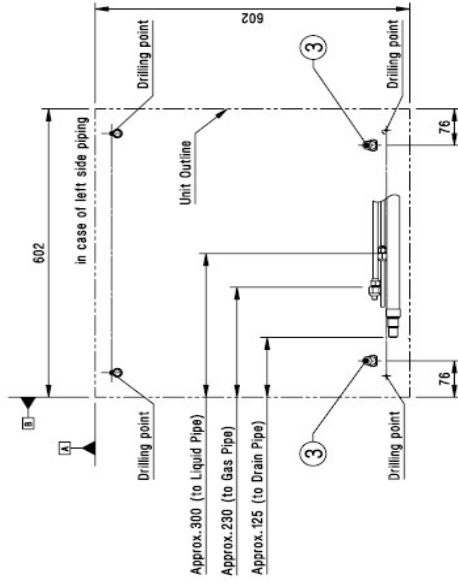 602
Drilling point
Drilling point
in case of left side piping
602
Unit Outline
3
3
B
A
Drilling point
Drilling point
76
76
Approx.300 (to Liquid Pipe)
Approx.230 (to Gas Pipe)
Approx.125 (to Drain Pipe)